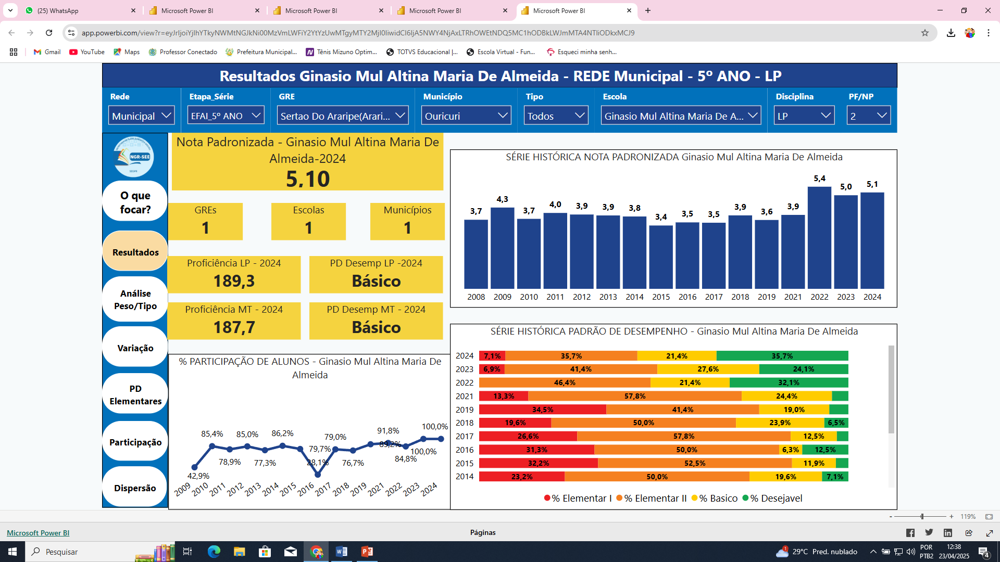 (25) WhatsApp
Microsoft Power BI
Microsoft Power BI
Microsoft Power BI
Microsoft Power BI
Gmail
YouTube
Maps
Professor Conectado
Prefeitura Municipal...
Tênis Mizuno Optim...
TOTVS Educacional |...
Escola Virtual - Fun...
Esqueci minha senh...
Resultados Ginasio Mul Altina Maria De Almeida - REDE Municipal - 5º ANO - LP
Rede
Etapa_Série
GRE
Município
Tipo
Escola
Disciplina
PF/NP
Municipal
EFAI_5º ANO
Sertao Do Araripe(Arari...
Ouricuri
Todos
Ginasio Mul Altina Maria De A...
LP
2
NGR-SEE
SEGPR
O que
focar?
Resultados
Análise
Peso/Tipo
Variação
PD
Elementares
Participação
Dispersão
Nota Padronizada - Ginasio Mul Altina Maria De
Almeida-2024
5,10
GREs
1
Escolas
1
Municípios
1
Proficiência LP - 2024
189,3
PD Desemp LP -2024
Básico
Proficiência MT - 2024
187,7
PD Desemp MT - 2024
Básico
% PARTICIPAÇÃO DE ALUNOS - Ginasio Mul Altina Maria De
Almeida
42,9%
85,4%
78,9%
85,0%
77,3%
86,2%
79,7%
28,1%
79,0%
76,7%
91,8%
89,2%
84,8%
100,0%
100,0%
2009
2010
2011
2012
2013
2014
2015
2016
2017
2018
2019
2021
2022
2023
2024
SÉRIE HISTÓRICA NOTA PADRONIZADA Ginasio Mul Altina Maria De Almeida
3,7
4,3
3,7
4,0
3,9
3,9
3,8
3,4
3,5
3,5
3,9
3,6
3,9
5,4
5,0
5,1
2008
2009
2010
2011
2012
2013
2014
2015
2016
2017
2018
2019
2021
2022
2023
2024
SÉRIE HISTÓRICA PADRÃO DE DESEMPENHO - Ginasio Mul Altina Maria De Almeida
2024 7,1% 35,7% 21,4% 35,7%
2023 6,9% 41,4% 27,6% 24,1%
2022 46,4% 21,4% 32,1%
2021 13,3% 57,8% 24,4%
2019 34,5% 41,4% 19,0%
2018 19,6% 50,0% 23,9% 6,5%
2017 26,6% 57,8% 12,5%
2016 31,3% 50,0% 6,3% 12,5%
2015 32,2% 52,5% 11,9%
2014 23,2% 50,0% 19,6% 7,1%
% Elementar I
% Elementar II
% Basico
% Desejavel
- + 119%
Microsoft Power BI
Páginas
Pesquisar
29°C Pred. nublado
POR
PTB2
12:38
23/04/2025
4